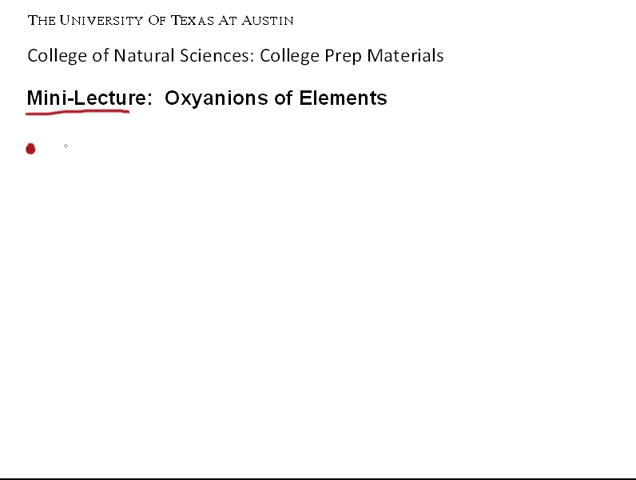 THE UNIVERSITY OF TEXAS AT AUSTIN
College of Natural Sciences: College Prep Materials
Mini-Lecture: Oxyanions of Elements